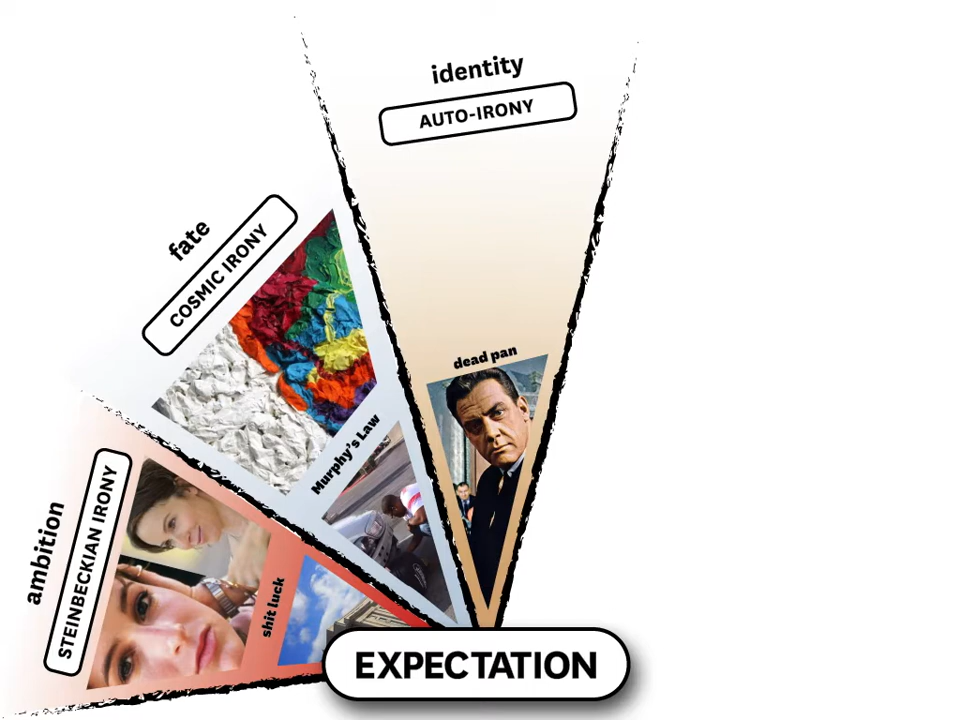 identity
AUTO-IRONY
dead pan
fate
COSMIC IRONY
Murphy's Law
ambition
STEINBECKIAN IRONY
shit luck
EXPECTATION